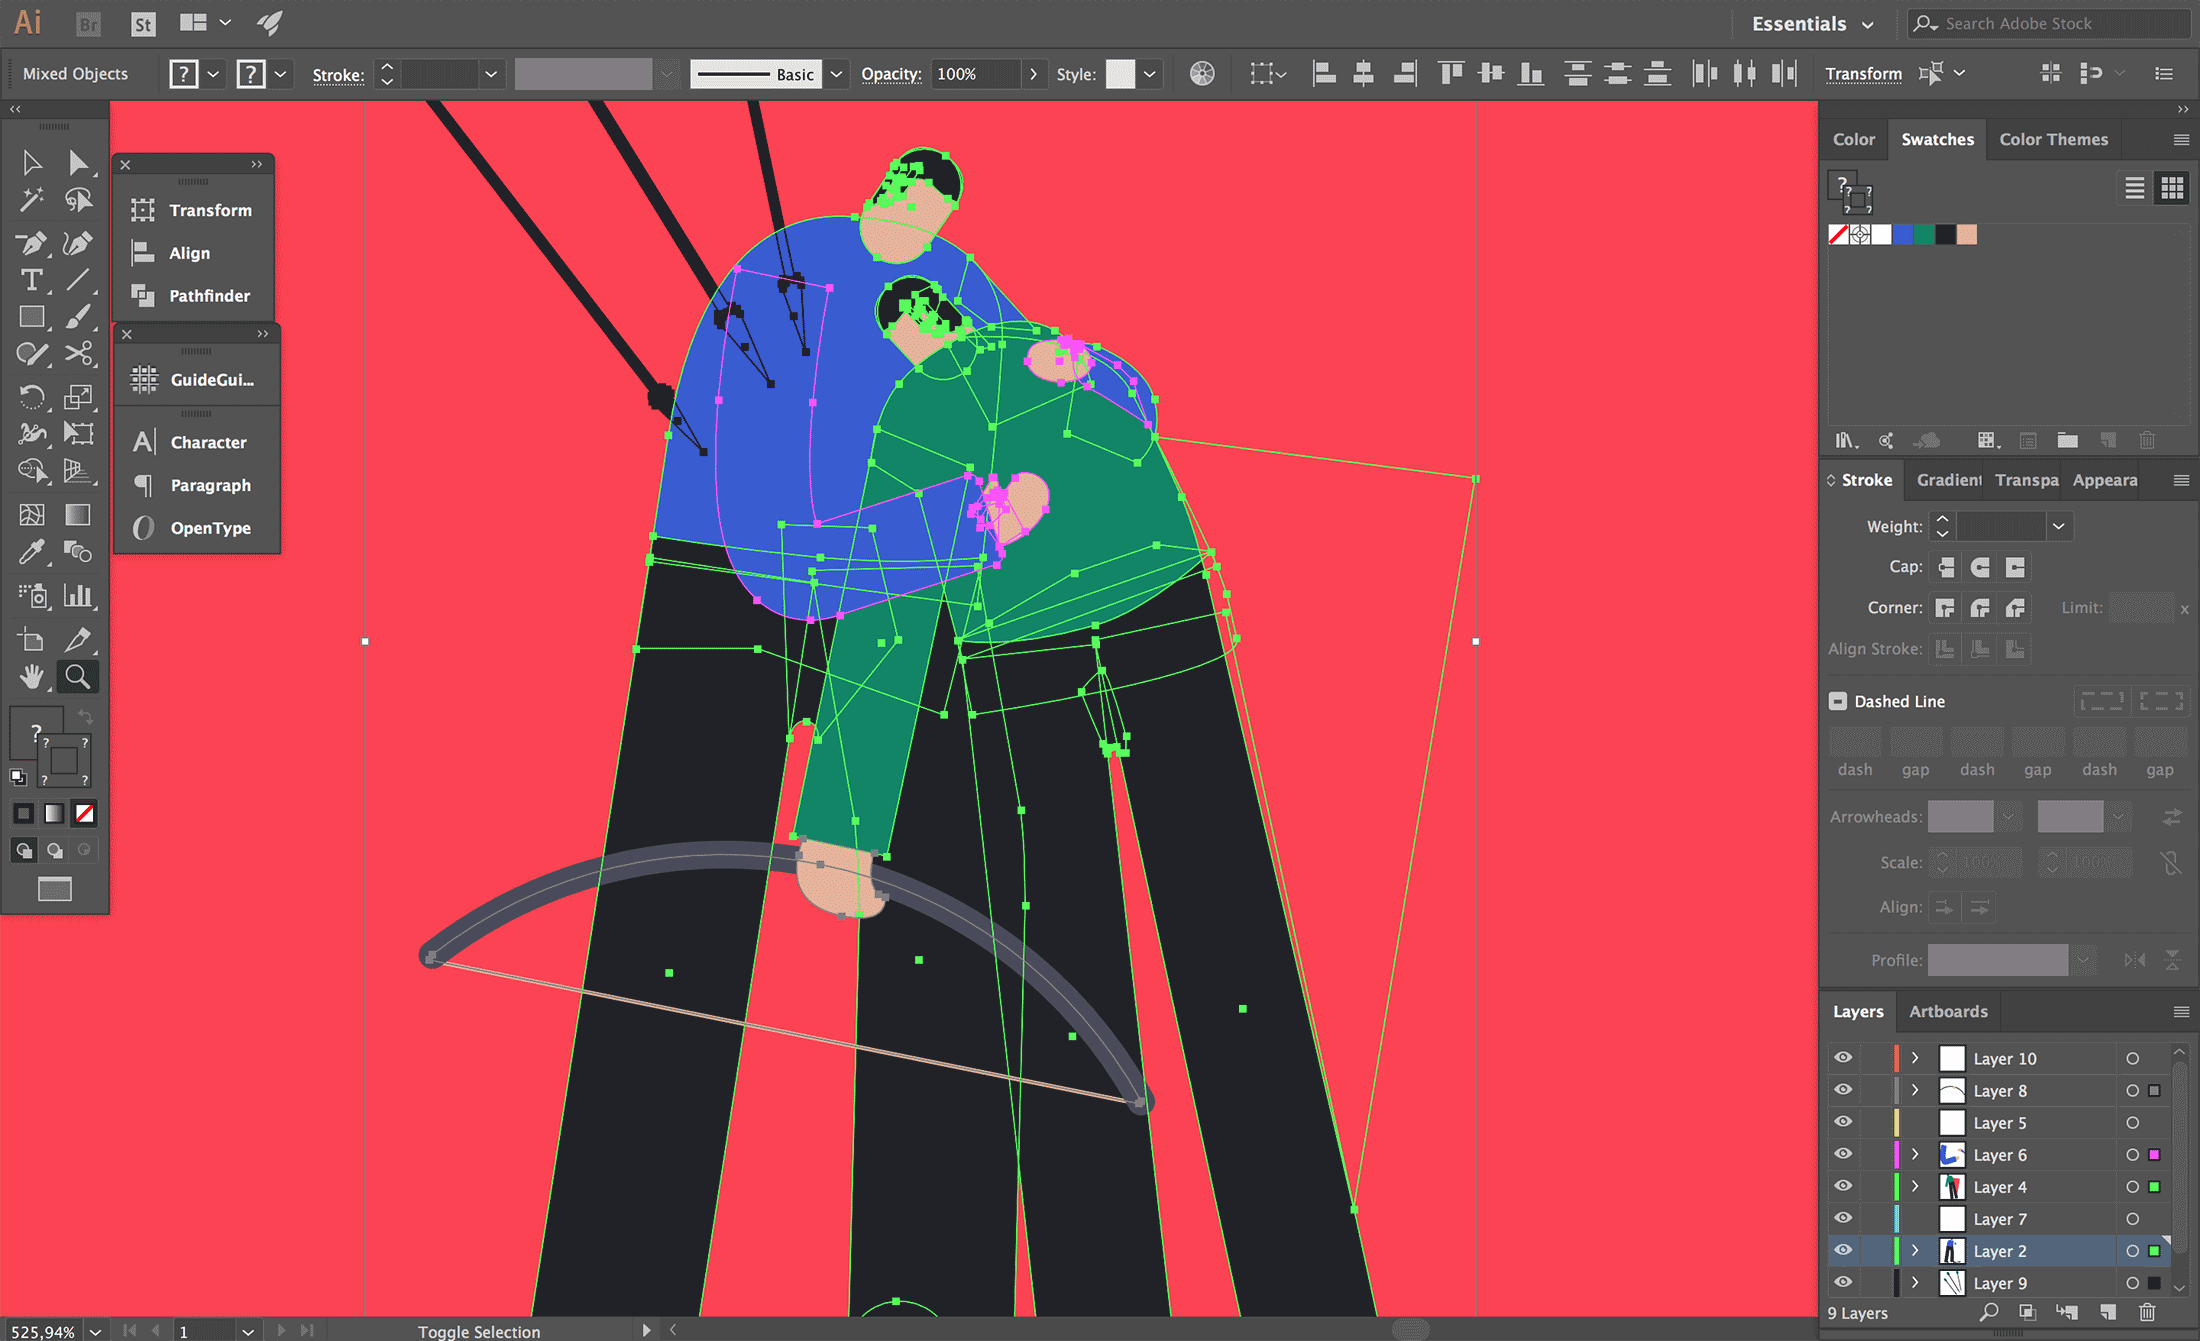 Ai Br St Essentials Search Adobe Stock
Mixed Objects ? ? Stroke: Basic Opacity: 100% Style: Transform
Transform
Align
Pathfinder
GuideGui...
Character
Paragraph
OpenType
Color Swatches Color Themes
Stroke Gradient Transpa Appeara
Weight:
Cap:
Corner: Limit: x
Align Stroke:
Dashed Line
dash gap dash gap dash gap
Arrowheads:
Scale: 100% 100%
Align:
Profile:
Layers Artboards
Layer 10
Layer 8
Layer 5
Layer 6
Layer 4
Layer 7
Layer 2
Layer 9
9 Layers
525,94% 1 Toggle Selection